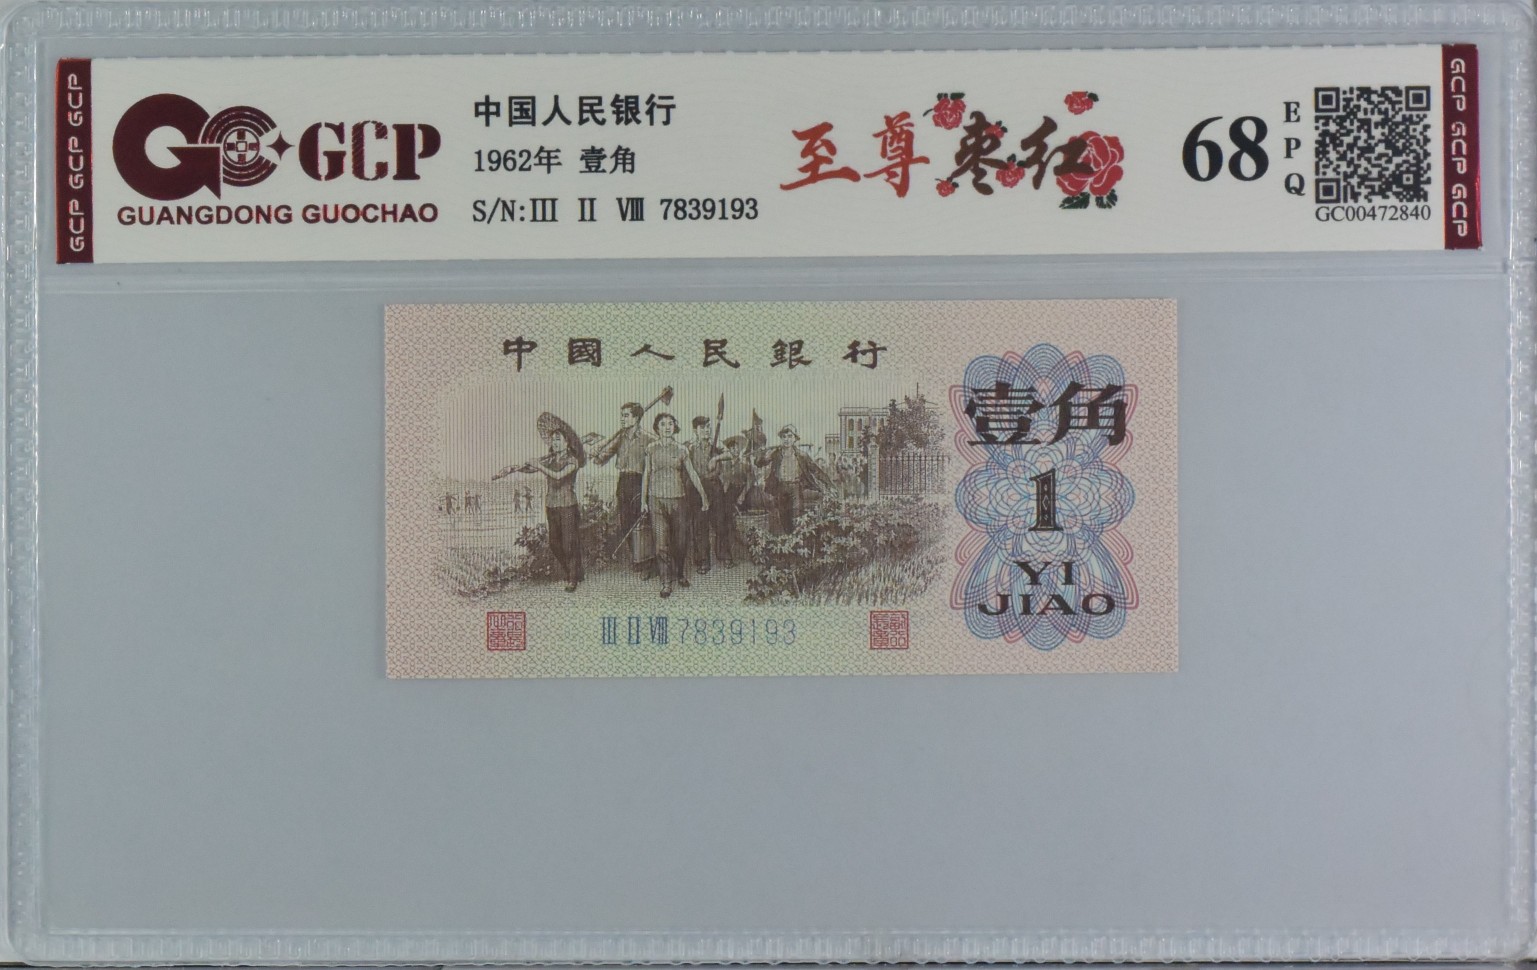 GCP
GUANGDONG GUOCHAO
中国人民银行
1962年 壹角
S/N:Ⅲ Ⅱ Ⅷ 7839193
至尊枣红
68
EPQ
GC00472840
GCP GCP GCP
GCP GCP GCP
中國人民銀行
壹角
1
YI
JIAO
Ⅲ Ⅱ Ⅷ 7839193